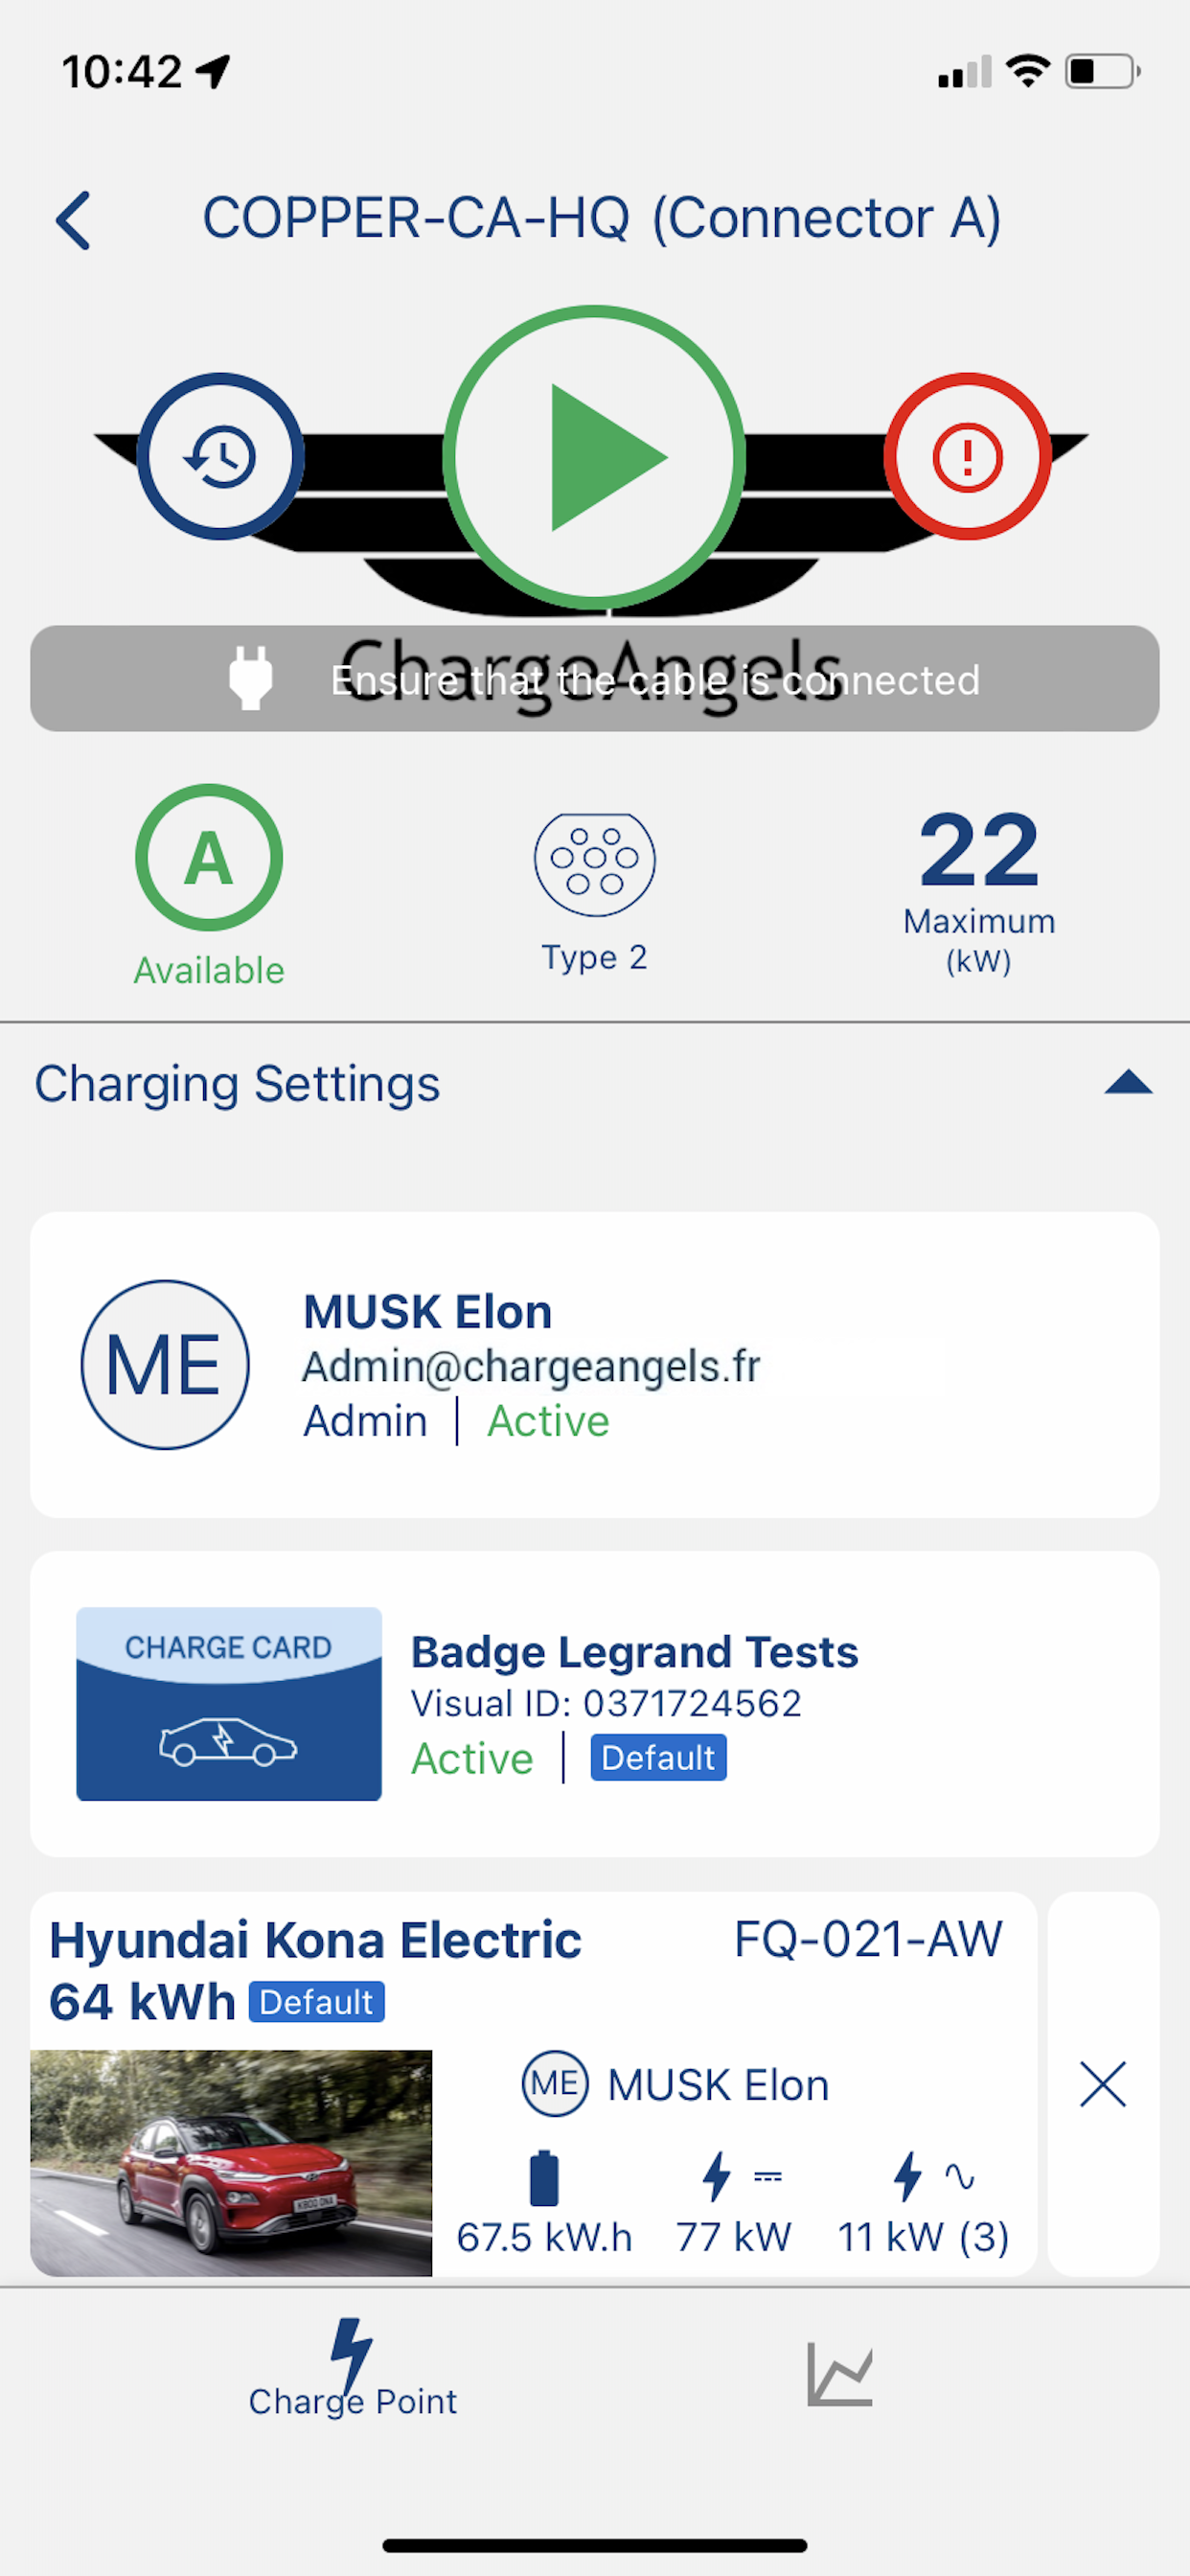 10:42
COPPER-CA-HQ (Connector A)
ChargeAngels
Ensure that the cable is connected
A
Available
Type 2
22
Maximum
(kW)
Charging Settings
ME
MUSK Elon
Admin@chargeangels.fr
Admin | Active
CHARGE CARD
Badge Legrand Tests
Visual ID: 0371724562
Active | Default
Hyundai Kona Electric FQ-021-AW
64 kWh Default
ME MUSK Elon
67.5 kW.h 77 kW 11 kW (3)
Charge Point